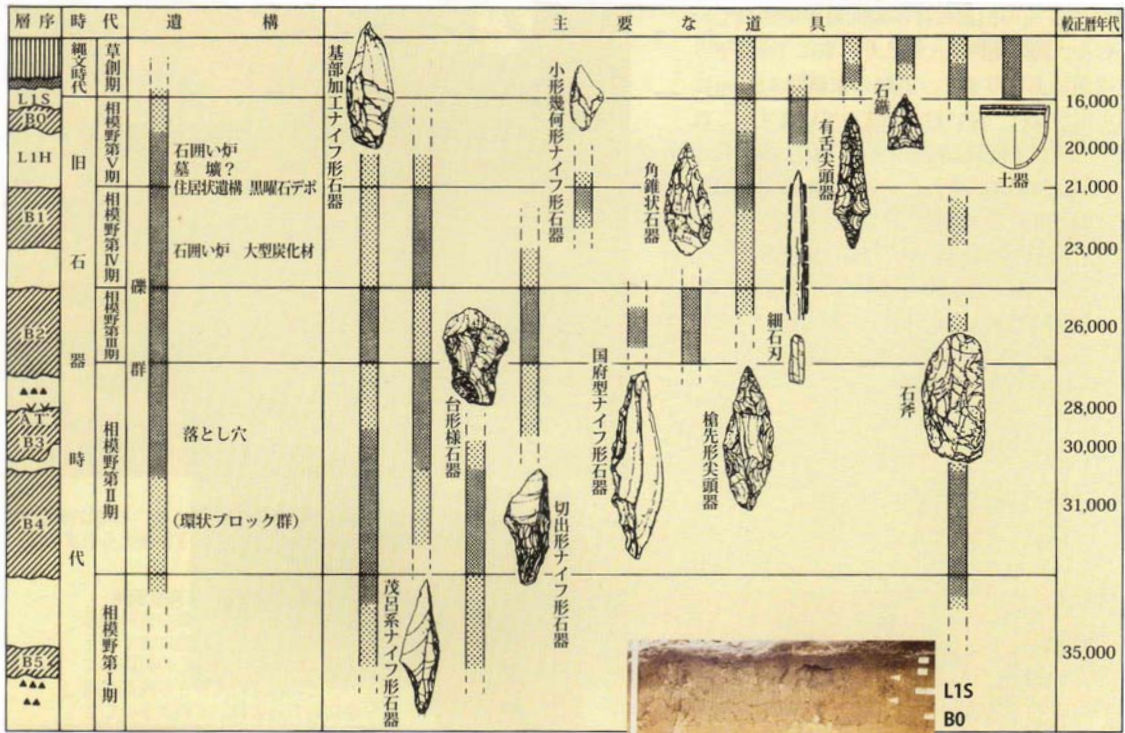 層序 時代 遺構 主要な道具 較正暦年代
縄文時代
草創期
旧石器時代
相模野第Ⅴ期
相模野第Ⅳ期
相模野第Ⅲ期
相模野第Ⅱ期
相模野第Ⅰ期
L1S
B0
L1H
B1
B2
AT
B3
B4
B5
礫群
石囲い炉
墓壙?
住居状遺構 黒曜石デポ
石囲い炉 大型炭化材
落とし穴
(環状ブロック群)
基部加工ナイフ形石器
茂呂系ナイフ形石器
台形様石器
切出形ナイフ形石器
小形幾何形ナイフ形石器
国府型ナイフ形石器
角錐状石器
槍先形尖頭器
細石刃
有舌尖頭器
石鏃
石斧
土器
16,000
20,000
21,000
23,000
26,000
28,000
30,000
31,000
35,000
L1S
B0